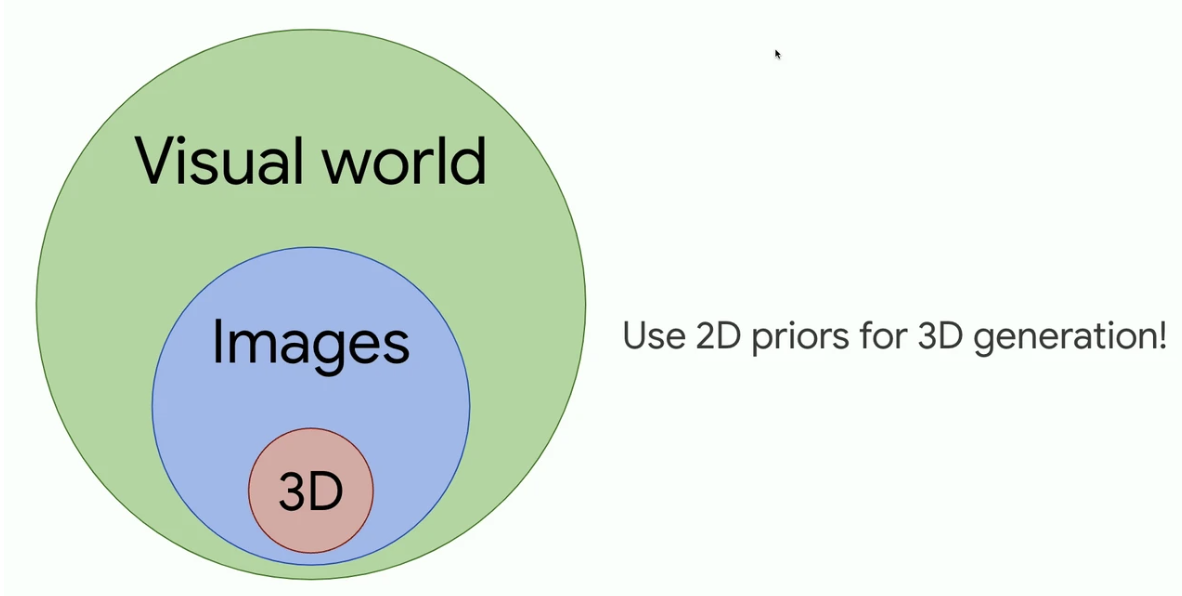 Visual world
Images
Use 2D priors for 3D generation!
3D